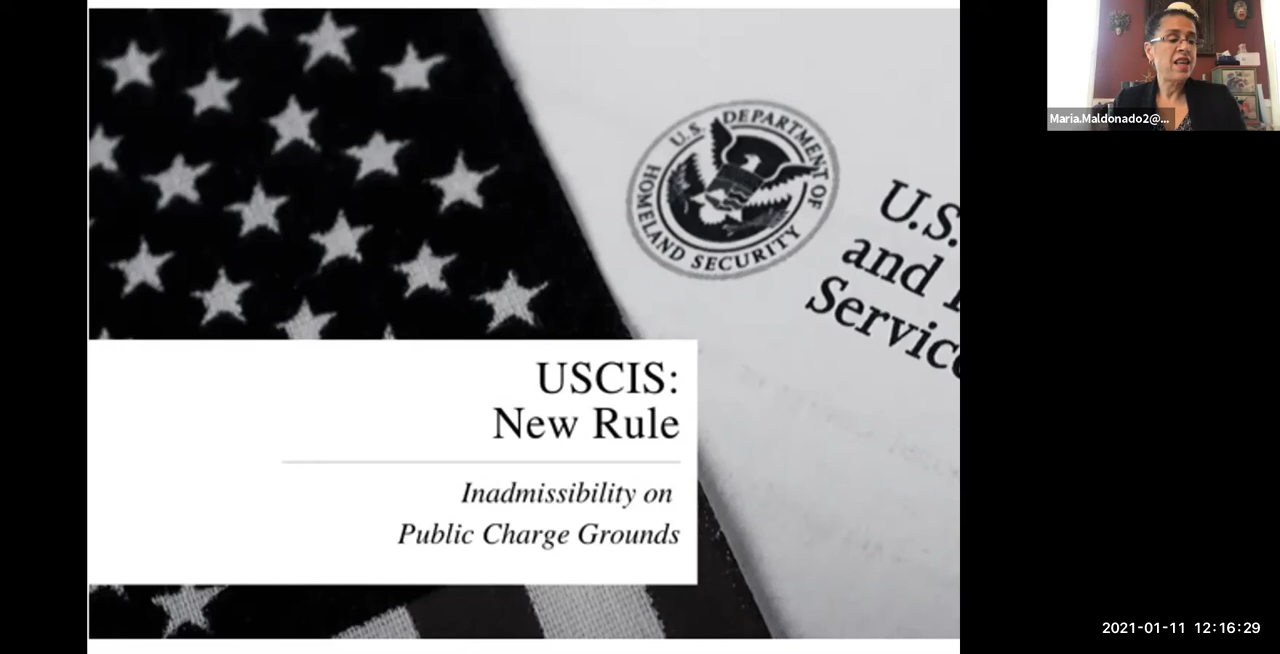 U.S. DEPARTMENT OF
HOMELAND SECURITY
U.S.
and
Service
USCIS:
New Rule
Inadmissibility on
Public Charge Grounds
Maria.Maldonado2@...
2021-01-11 12:16:29